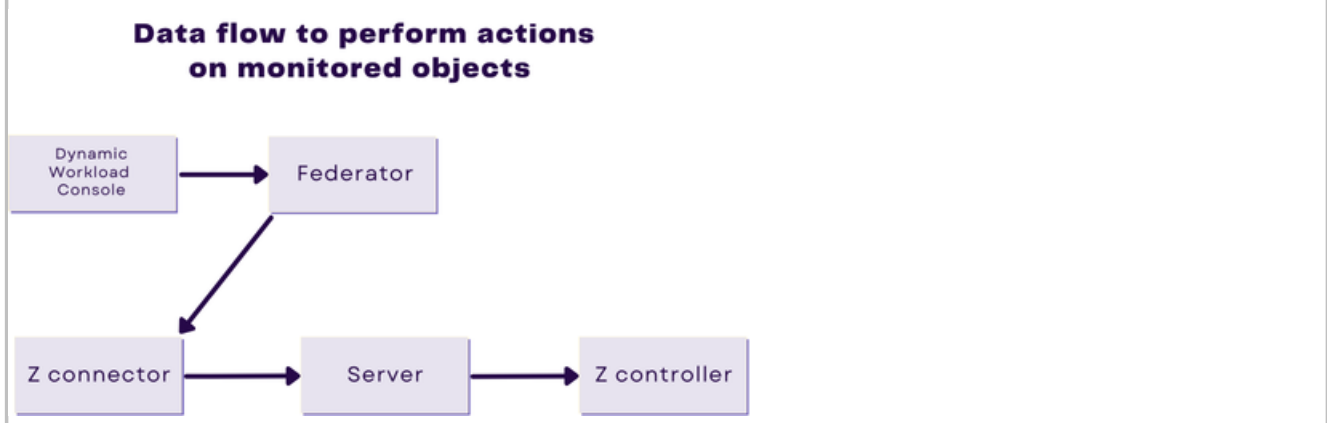 Data flow to perform actions
on monitored objects
Dynamic
Workload
Console
Federator
Z connector
Server
Z controller